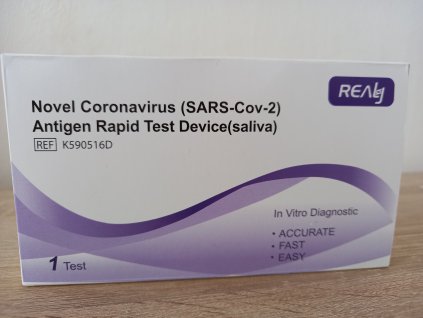 REALy
Novel Coronavirus (SARS-Cov-2)
Antigen Rapid Test Device(saliva)
REF K590516D
In Vitro Diagnostic
• ACCURATE
• FAST
• EASY
1 Test